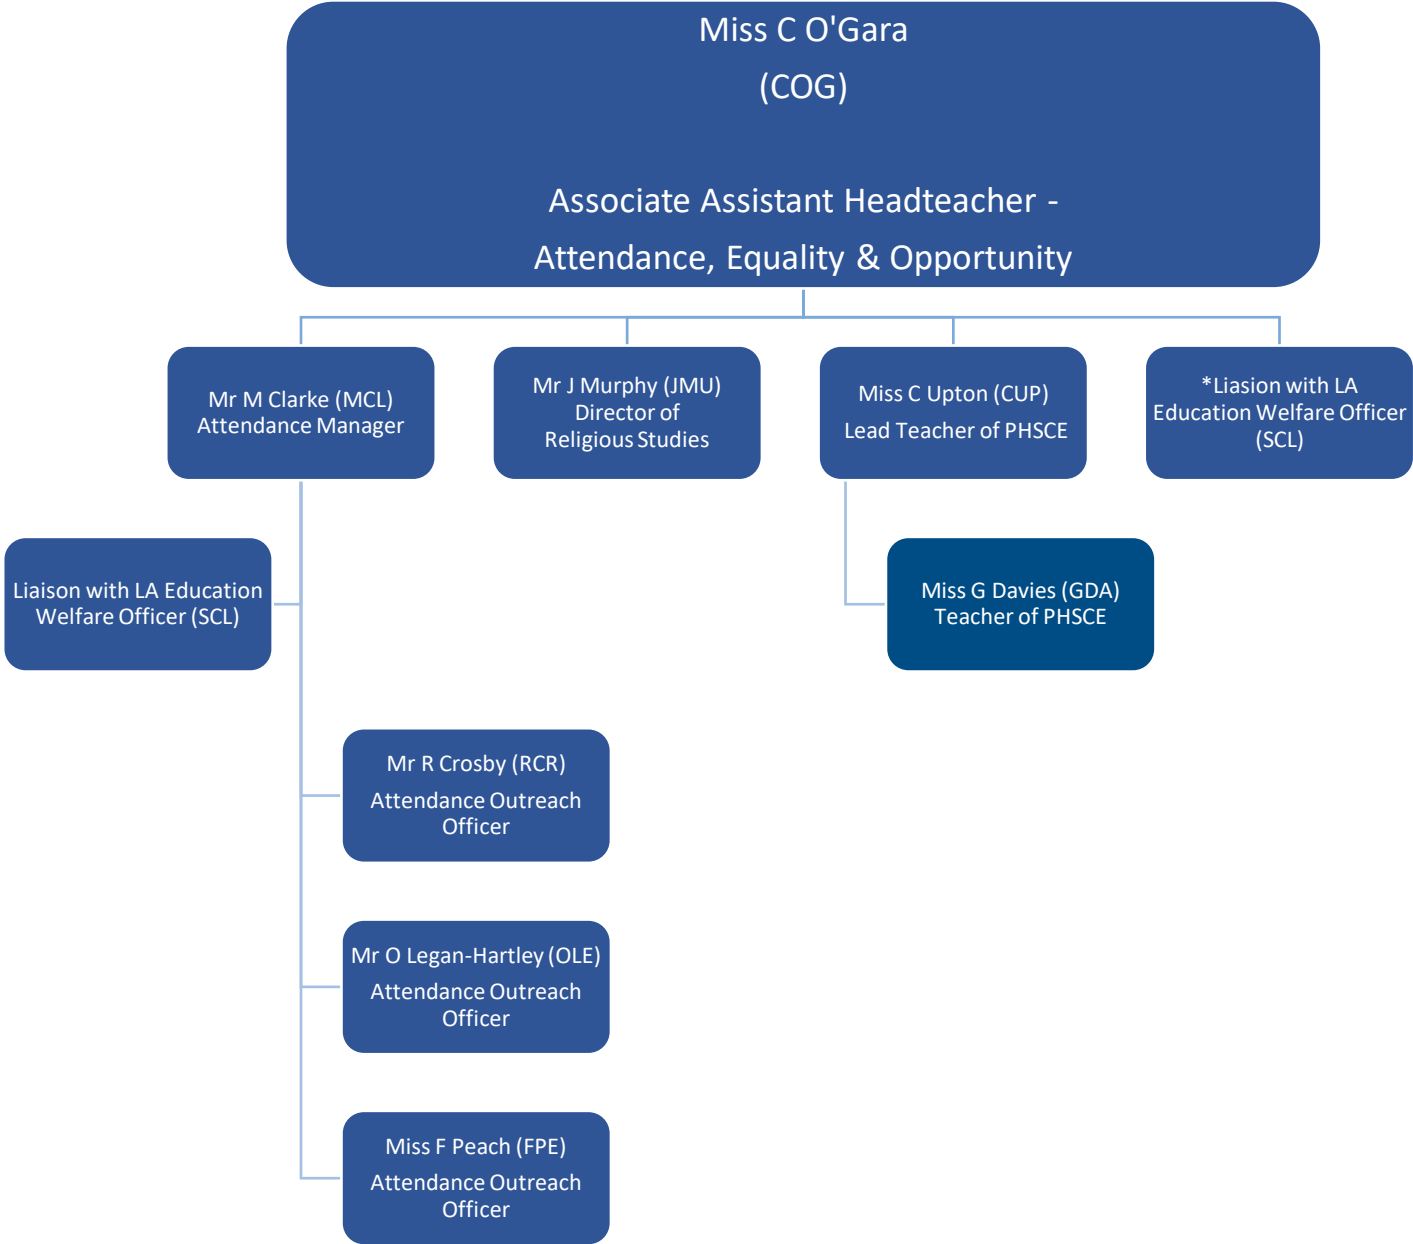 Miss C O'Gara
(COG)
Associate Assistant Headteacher -
Attendance, Equality & Opportunity
Mr M Clarke (MCL)
Attendance Manager
Mr J Murphy (JMU)
Director of
Religious Studies
Miss C Upton (CUP)
Lead Teacher of PHSCE
*Liasion with LA
Education Welfare Officer
(SCL)
Liaison with LA Education
Welfare Officer (SCL)
Miss G Davies (GDA)
Teacher of PHSCE
Mr R Crosby (RCR)
Attendance Outreach
Officer
Mr O Legan-Hartley (OLE)
Attendance Outreach
Officer
Miss F Peach (FPE)
Attendance Outreach
Officer